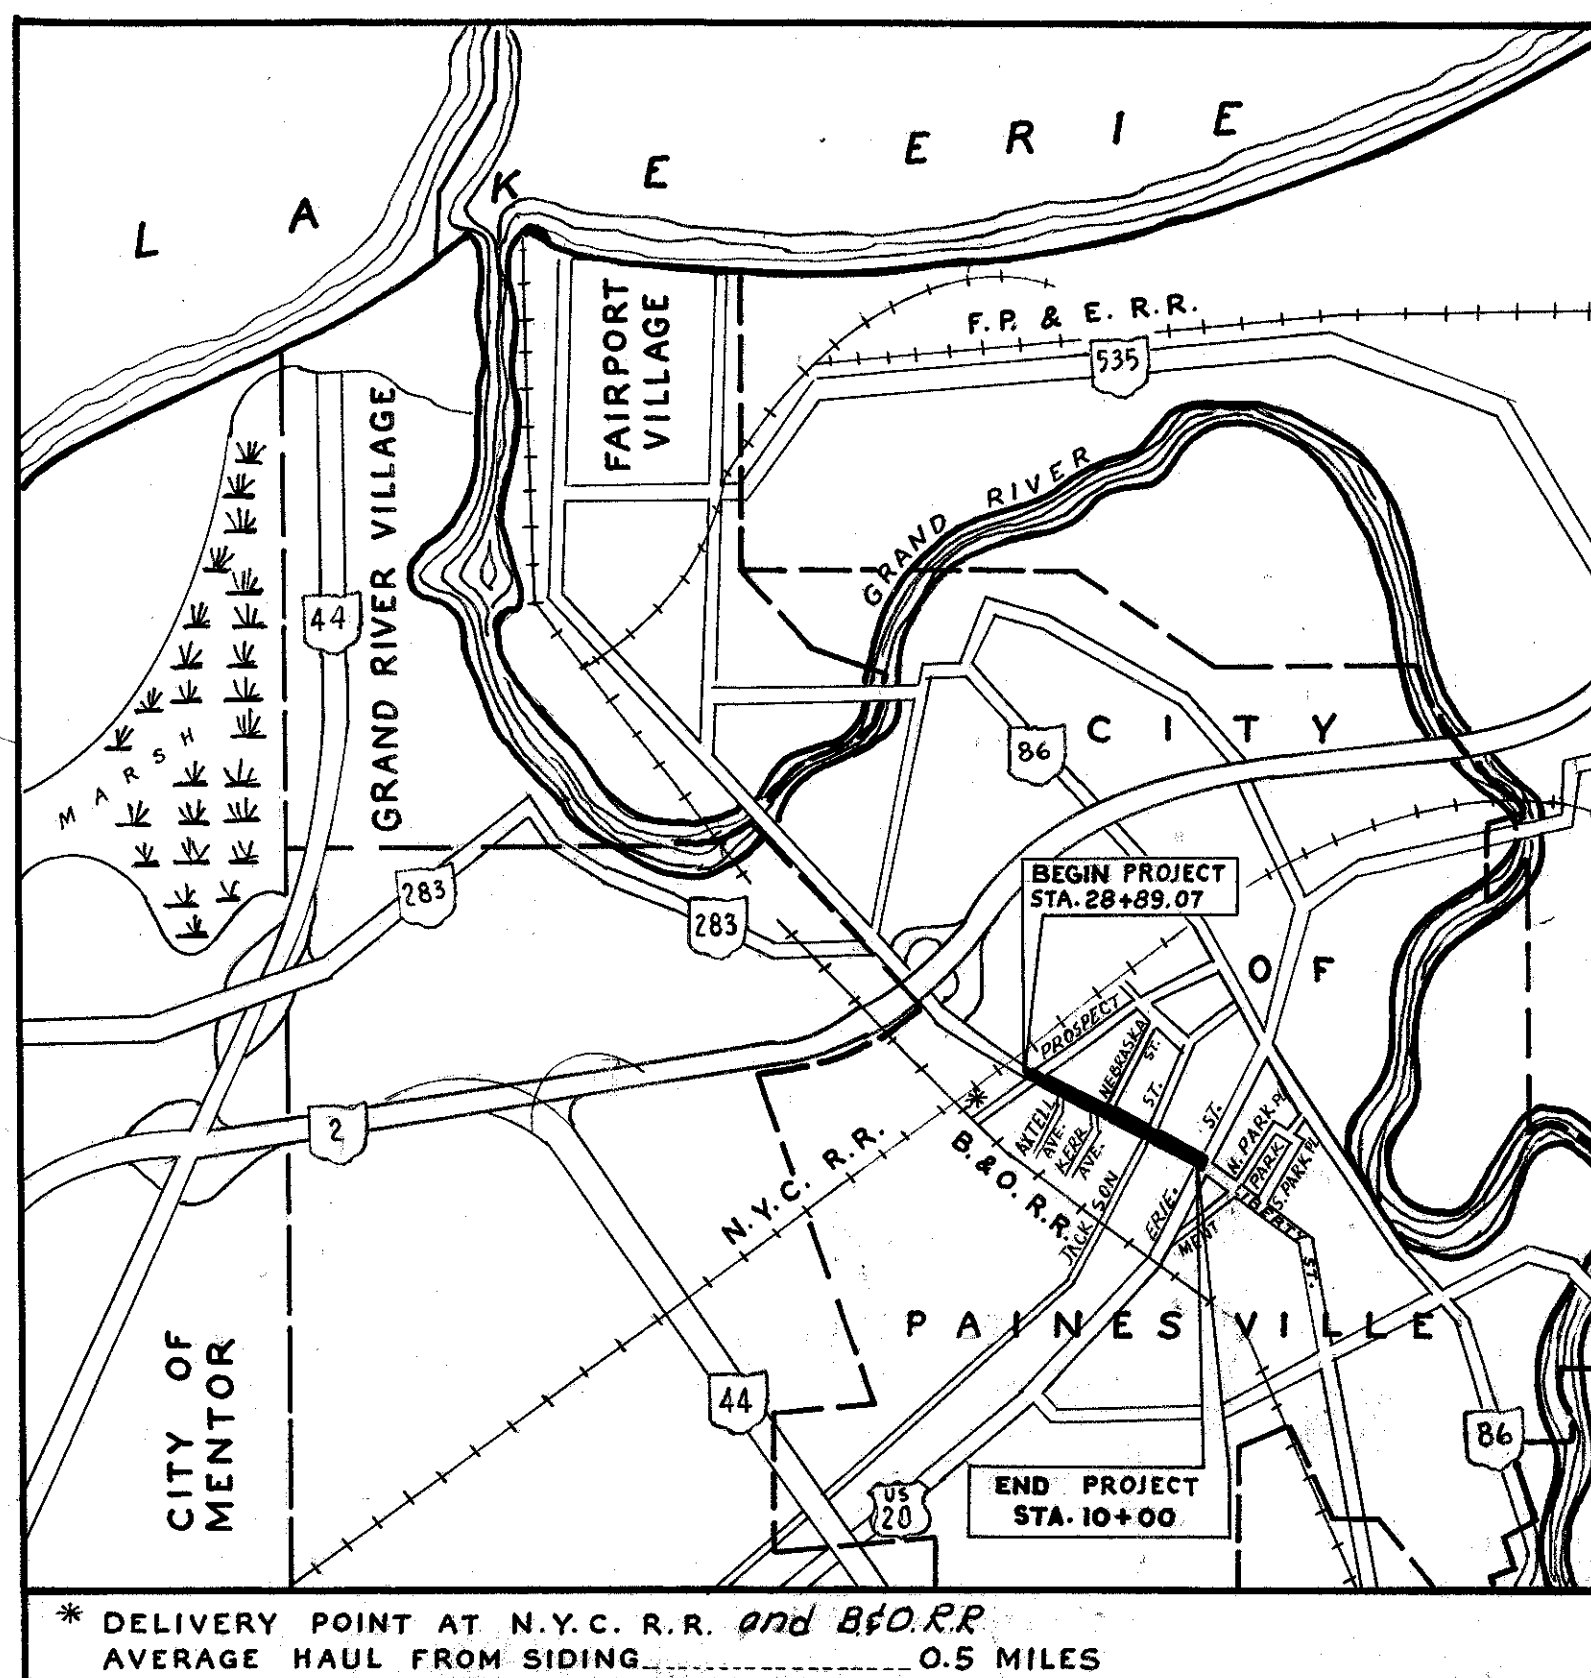 L A K E E R I E
F.P. & E. R.R.
535
FAIRPORT
VILLAGE
GRAND RIVER
GRAND RIVER VILLAGE
44
MARSH
86
CITY
OF
PAINESVILLE
283
283
BEGIN PROJECT
STA. 28+89.07
PROSPECT
NEBRASKA
ST.
ST.
ST.
AXTELL
AVE.
KERR
AVE.
N. PARK PL
PARK
S. PARK PL
*
B. & O. R.R.
N.Y.C. R.R.
JACKSON
ERIE
MENT
BERTY
ST.
2
CITY OF
MENTOR
44
US
20
86
END PROJECT
STA. 10+00
* DELIVERY POINT AT N.Y.C. R.R. and B&O.R.R
AVERAGE HAUL FROM SIDING 0.5 MILES